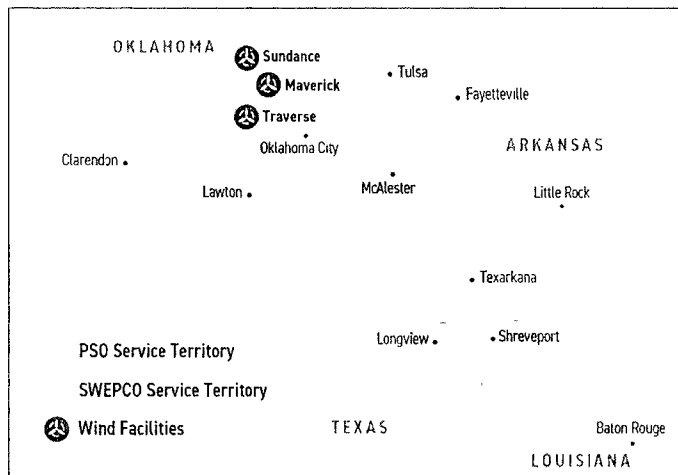 OKLAHOMA
Sundance
Maverick
Tulsa
Fayetteville
Traverse
Oklahoma City
ARKANSAS
Clarendon
Lawton
McAlester
Little Rock
Texarkana
Longview
Shreveport
PSO Service Territory
SWEPCO Service Territory
Wind Facilities
TEXAS
Baton Rouge
LOUISIANA